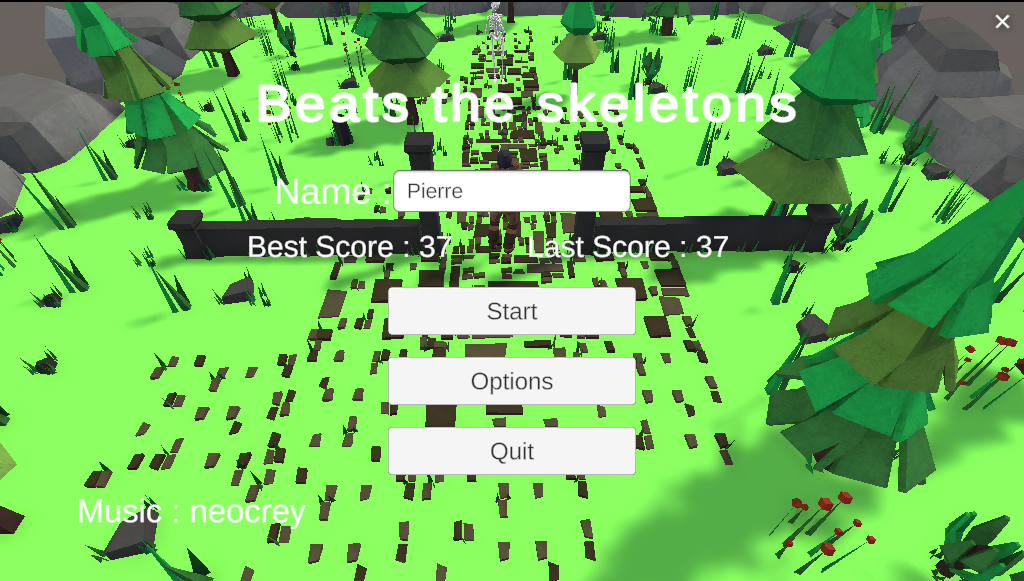 Beats the skeletons
Name : Pierre
Best Score : 37 Last Score : 37
Start
Options
Quit
Music : neocrey